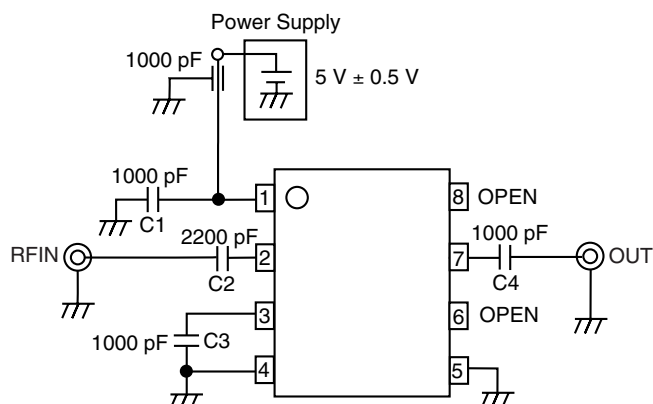 Power Supply
1000 pF
5 V ± 0.5 V
1000 pF
C1
1
8
OPEN
RFIN
2200 pF
C2
2
7
1000 pF
C4
OUT
3
6
OPEN
1000 pF
C3
4
5